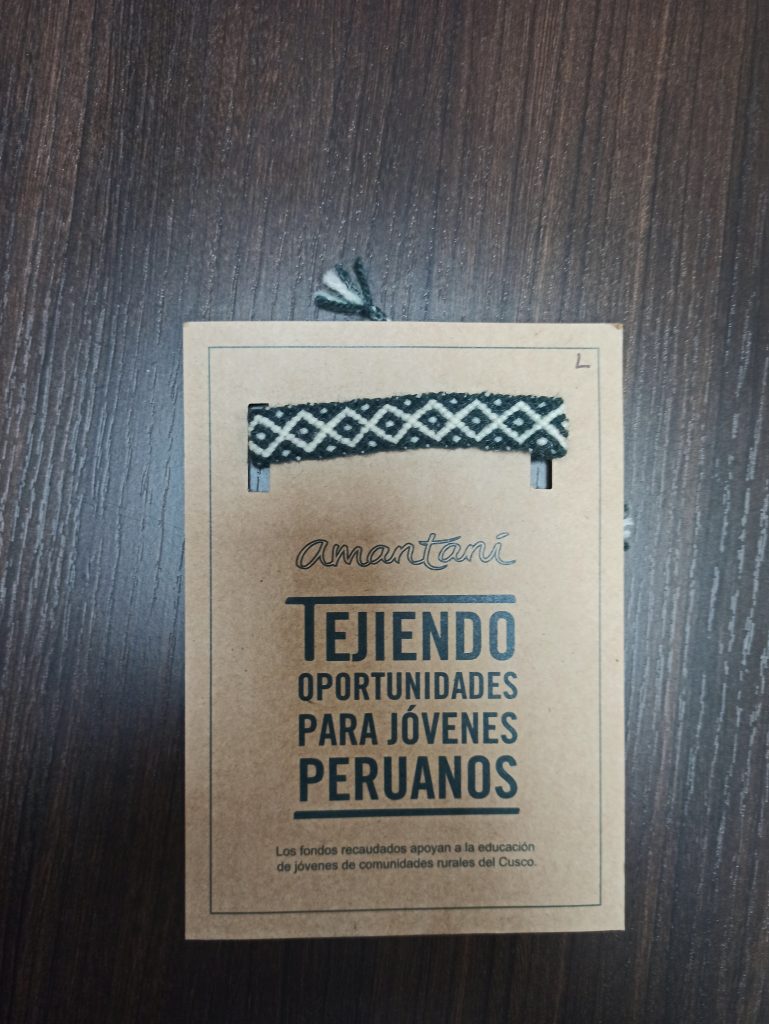 L
amantaní
TEJIENDO
OPORTUNIDADES
PARA JÓVENES
PERUANOS
Los fondos recaudados apoyan a la educación
de jóvenes de comunidades rurales del Cusco.